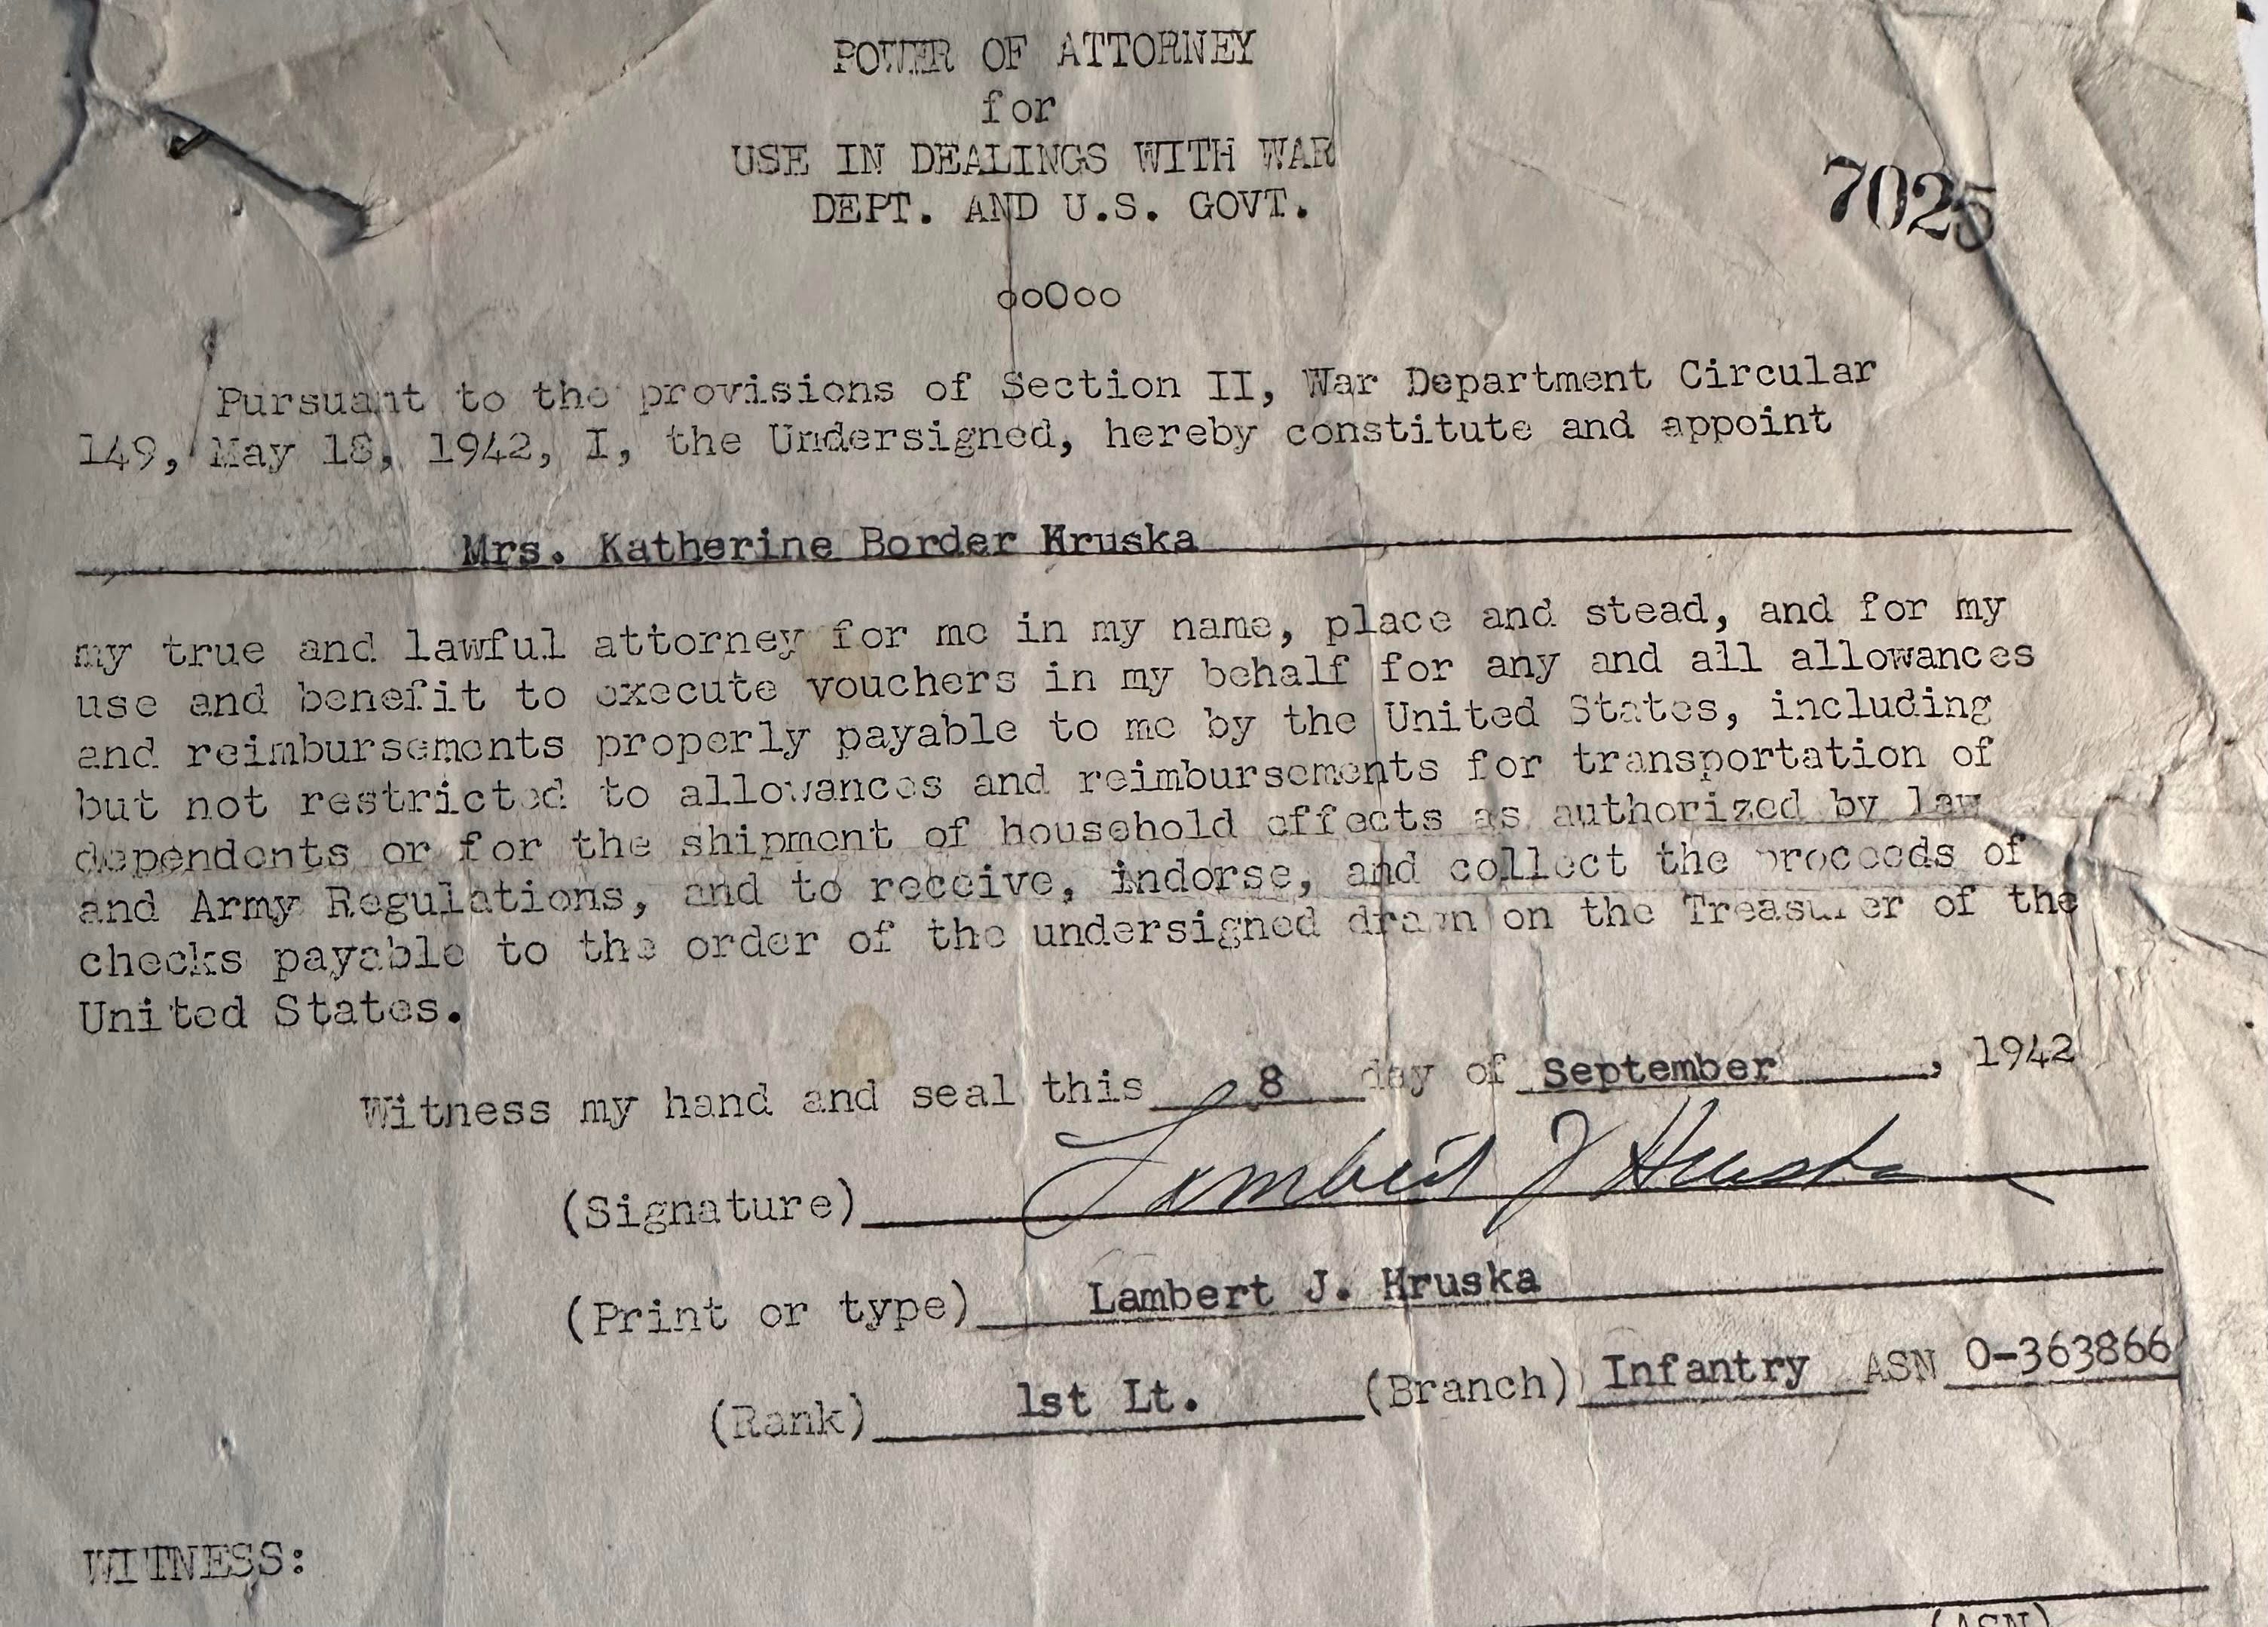 POWER OF ATTORNEY
for
USE IN DEALINGS WITH WAR
DEPT. AND U.S. GOVT.
7025
ooOoo
Pursuant to the provisions of Section II, War Department Circular
149, May 18, 1942, I, the Undersigned, hereby constitute and appoint
Mrs. Katherine Border Hruska
my true and lawful attorney for me in my name, place and stead, and for my
use and benefit to execute vouchers in my behalf for any and all allowances
and reimbursements properly payable to me by the United States, including
but not restricted to allowances and reimbursements for transportation of
dependents or for the shipment of household effects as authorized by law
and Army Regulations, and to receive, indorse, and collect the proceeds of
checks payable to the order of the undersigned drawn on the Treasurer of the
United States.
Witness my hand and seal this 8 day of September, 1942
(Signature) Lambert J Hruska
(Print or type) Lambert J. Hruska
(Rank) 1st Lt. (Branch) Infantry ASN O-363866
WITNESS:
(ASN)